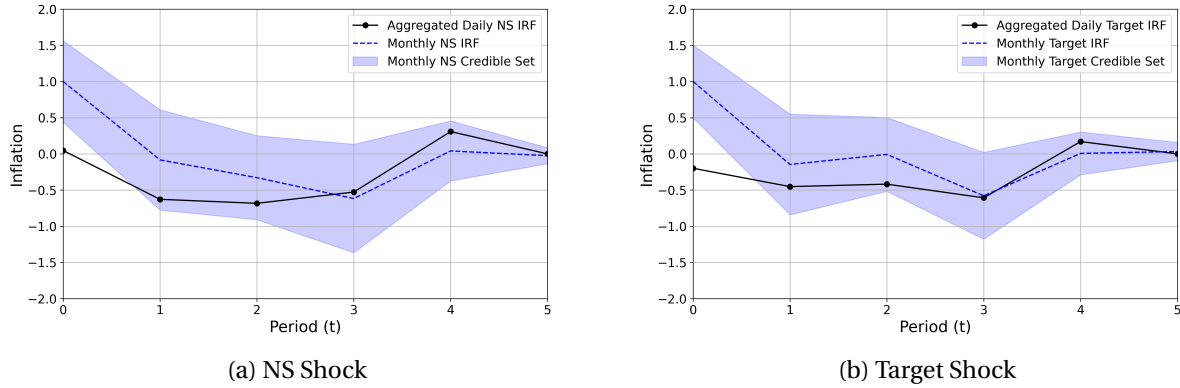 2.0
1.5
1.0
0.5
0.0
−0.5
−1.0
−1.5
−2.0
Inflation
Aggregated Daily NS IRF
Monthly NS IRF
Monthly NS Credible Set
0 1 2 3 4 5
Period (t)
(a) NS Shock
2.0
1.5
1.0
0.5
0.0
−0.5
−1.0
−1.5
−2.0
Inflation
Aggregated Daily Target IRF
Monthly Target IRF
Monthly Target Credible Set
0 1 2 3 4 5
Period (t)
(b) Target Shock